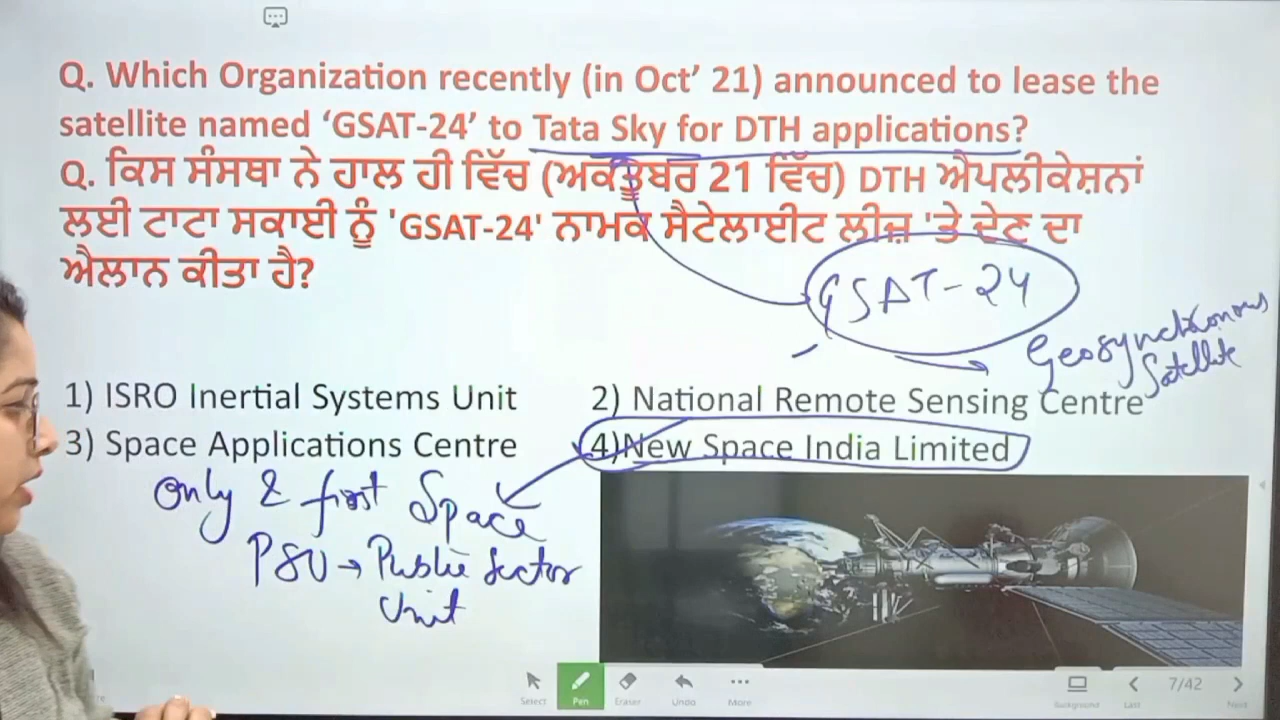 Q. Which Organization recently (in Oct’ 21) announced to lease the
satellite named ‘GSAT-24’ to Tata Sky for DTH applications?
Q. ਕਿਸ ਸੰਸਥਾ ਨੇ ਹਾਲ ਹੀ ਵਿੱਚ (ਅਕਤੂਬਰ 21 ਵਿੱਚ) DTH ਐਪਲੀਕੇਸ਼ਨਾਂ
ਲਈ ਟਾਟਾ ਸਕਾਈ ਨੂੰ 'GSAT-24' ਨਾਮਕ ਸੈਟੇਲਾਈਟ ਲੀਜ਼ 'ਤੇ ਦੇਣ ਦਾ
ਐਲਾਨ ਕੀਤਾ ਹੈ?
GSAT-24
Geosynchronous
Satellite
1) ISRO Inertial Systems Unit
2) National Remote Sensing Centre
3) Space Applications Centre
4)New Space India Limited
Only & first Space
PSU → Public Sector
Unit
Select
Pen
Eraser
Undo
More
Background
Last
7/42
Next